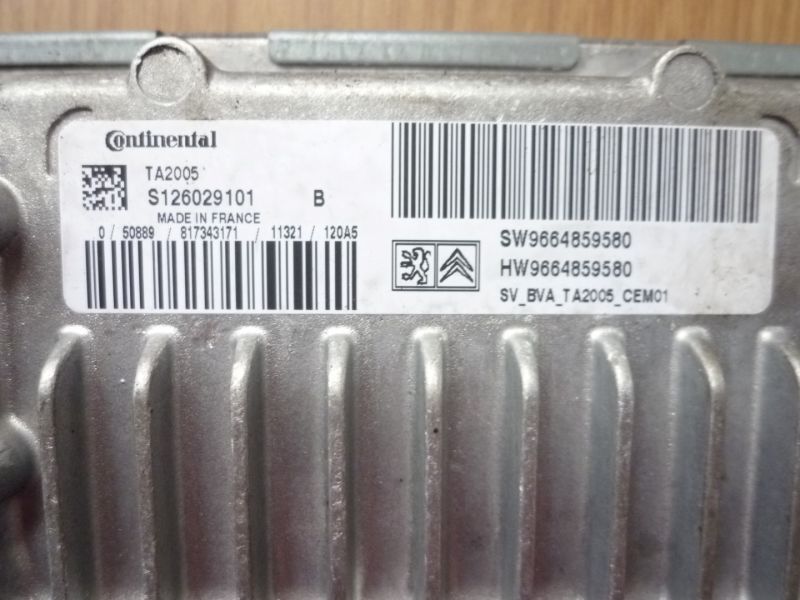 Continental
TA2005
S126029101 B
MADE IN FRANCE
0 / 50889 / 817343171 / 11321 / 120A5
SW9664859580
HW9664859580
SV_BVA_TA2005_CEM01